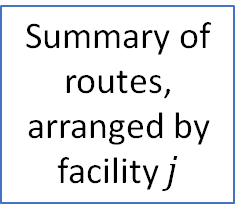 Summary of
routes,
arranged by
facility j